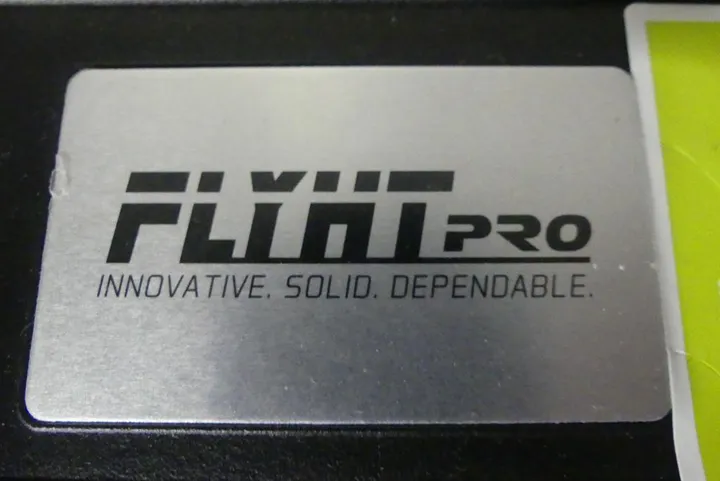 FLYHT PRO
INNOVATIVE. SOLID. DEPENDABLE.